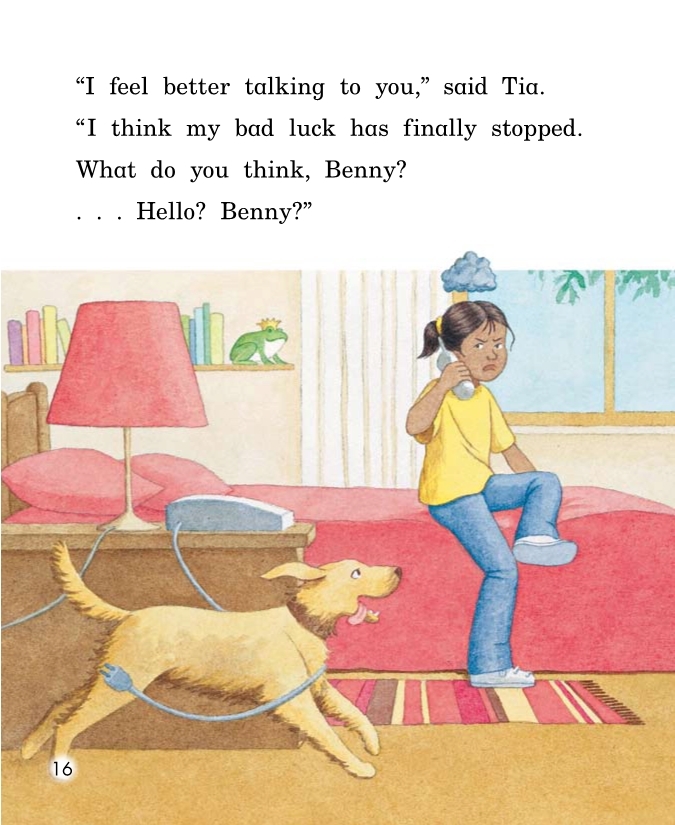 “I feel better talking to you,” said Tia.
“I think my bad luck has finally stopped.
What do you think, Benny?
. . . Hello? Benny?”
16